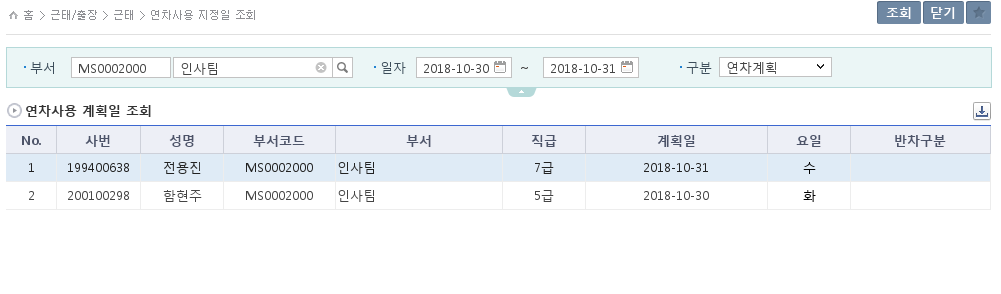 홈 > 근태/출장 > 근태 > 연차사용 지정일 조회
조회 닫기
부서 MS0002000 인사팀 일자 2018-10-30 ~ 2018-10-31 구분 연차계획
연차사용 계획일 조회
No. 사번 성명 부서코드 부서 직급 계획일 요일 반차구분
1 199400638 전용진 MS0002000 인사팀 7급 2018-10-31 수
2 200100298 함현주 MS0002000 인사팀 5급 2018-10-30 화